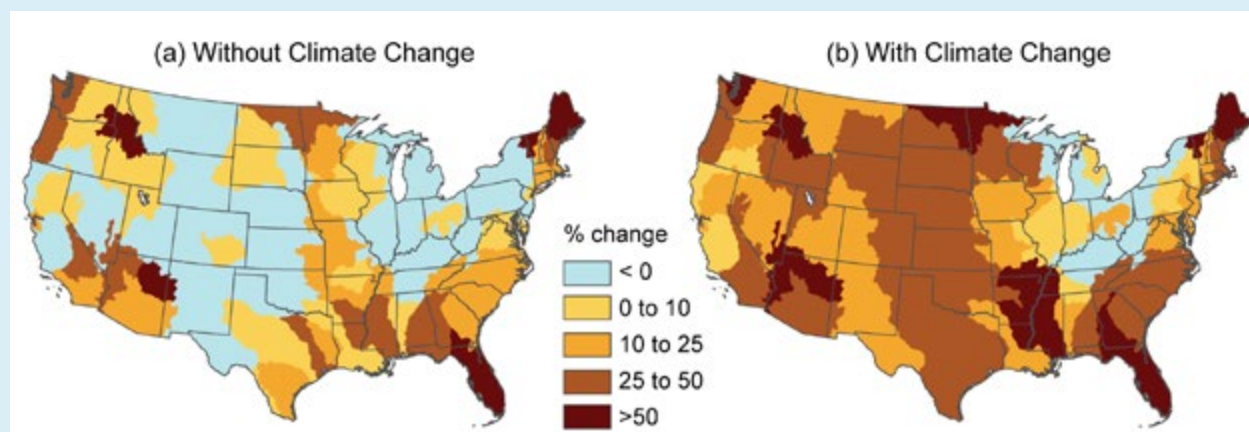 (a) Without Climate Change
(b) With Climate Change
% change
< 0
0 to 10
10 to 25
25 to 50
>50